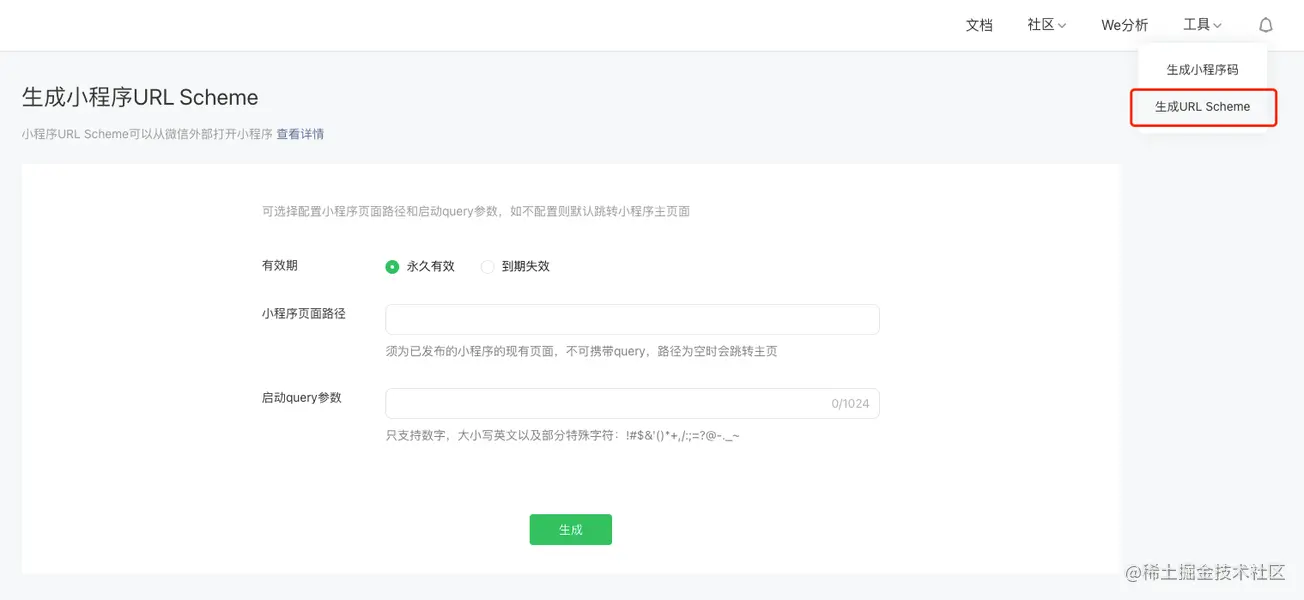 文档 社区 We分析 工具
生成小程序码
生成URL Scheme
生成小程序URL Scheme
小程序URL Scheme可以从微信外部打开小程序 查看详情
可选择配置小程序页面路径和启动query参数，如不配置则默认跳转小程序主页面
有效期 永久有效 到期失效
小程序页面路径
须为已发布的小程序的现有页面，不可携带query，路径为空时会跳转主页
启动query参数 0/1024
只支持数字，大小写英文以及部分特殊字符：!#$&'()*+,/:;=?@-._~
生成
@稀土掘金技术社区